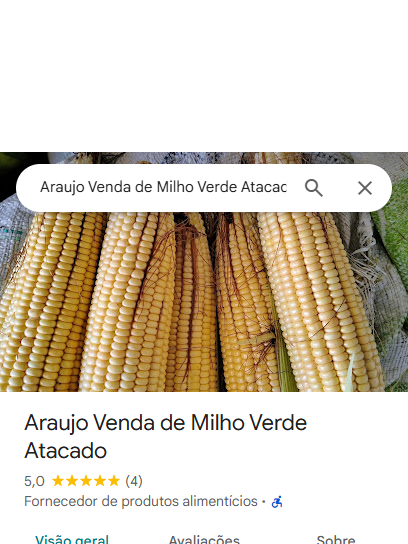 Araujo Venda de Milho Verde Atacac
Araujo Venda de Milho Verde
Atacado
5,0 ★★★★★ (4)
Fornecedor de produtos alimentícios ·
Visão geral Avaliações Sobre